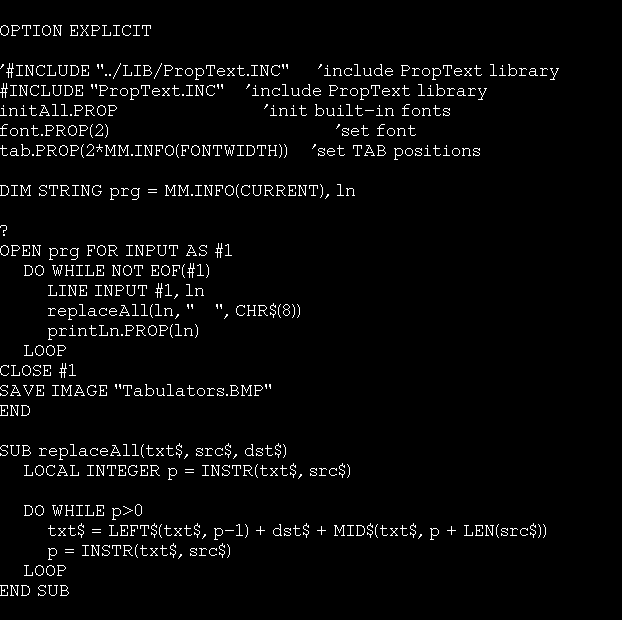 OPTION EXPLICIT

'#INCLUDE "../LIB/PropText.INC"   'include PropText library
#INCLUDE "PropText.INC"   'include PropText library
initAll.PROP                'init built-in fonts
font.PROP(2)                'set font
tab.PROP(2*MM.INFO(FONTWIDTH))   'set TAB positions

DIM STRING prg = MM.INFO(CURRENT), ln

?
OPEN prg FOR INPUT AS #1
  DO WHILE NOT EOF(#1)
    LINE INPUT #1, ln
    replaceAll(ln, "  ", CHR$(8))
    printLn.PROP(ln)
  LOOP
CLOSE #1
SAVE IMAGE "Tabulators.BMP"
END

SUB replaceAll(txt$, src$, dst$)
  LOCAL INTEGER p = INSTR(txt$, src$)

  DO WHILE p>0
    txt$ = LEFT$(txt$, p-1) + dst$ + MID$(txt$, p + LEN(src$))
    p = INSTR(txt$, src$)
  LOOP
END SUB